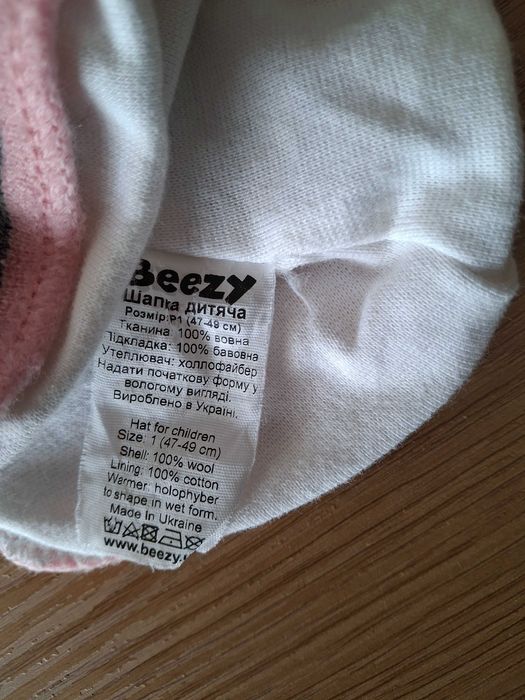 Beezy
Шапка дитяча
Розмір:Р1 (47-49 см)
Тканина: 100% вовна
Підкладка: 100% бавовна
Утеплювач: холлофайбер
Надати початкову форму у
вологому вигляді.
Вироблено в Україні.
Hat for children
Size: 1 (47-49 cm)
Shell: 100% wool
Lining: 100% cotton
Warmer: holophyber
to shape in wet form.
Made in Ukraine
www.beezy.